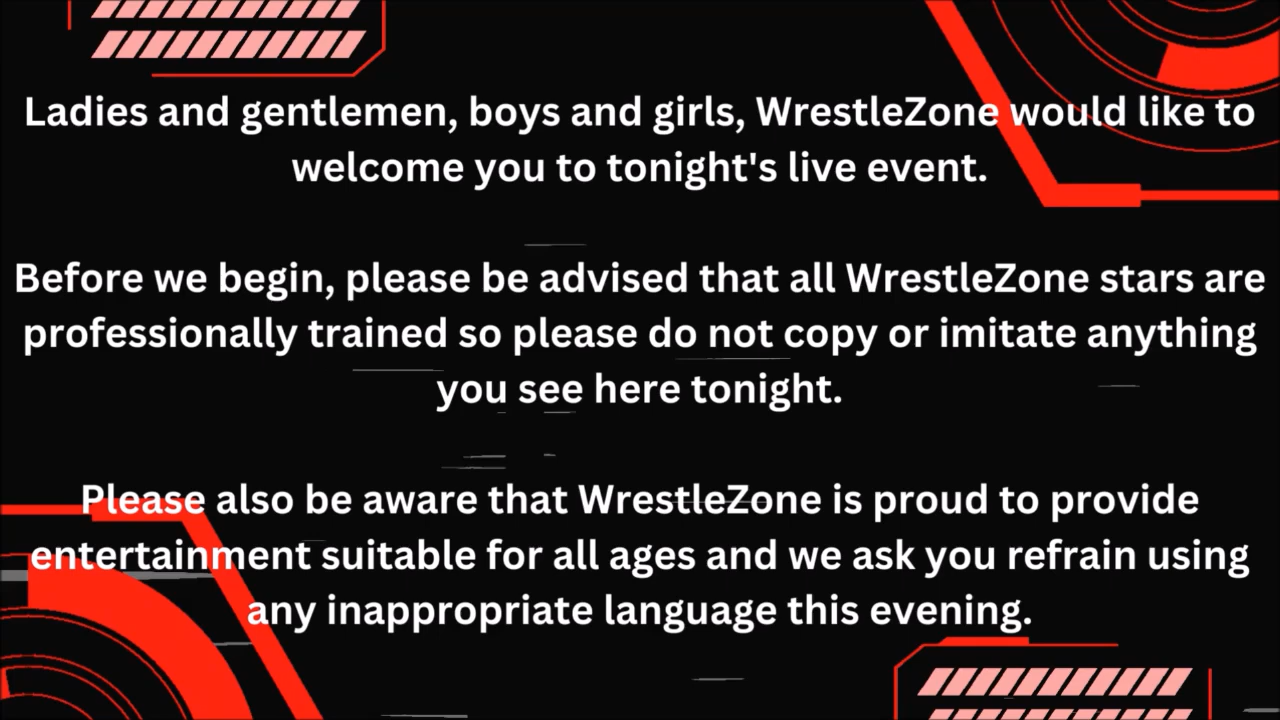 Ladies and gentlemen, boys and girls, WrestleZone would like to
welcome you to tonight's live event.
Before we begin, please be advised that all WrestleZone stars are
professionally trained so please do not copy or imitate anything
you see here tonight.
Please also be aware that WrestleZone is proud to provide
entertainment suitable for all ages and we ask you refrain using
any inappropriate language this evening.